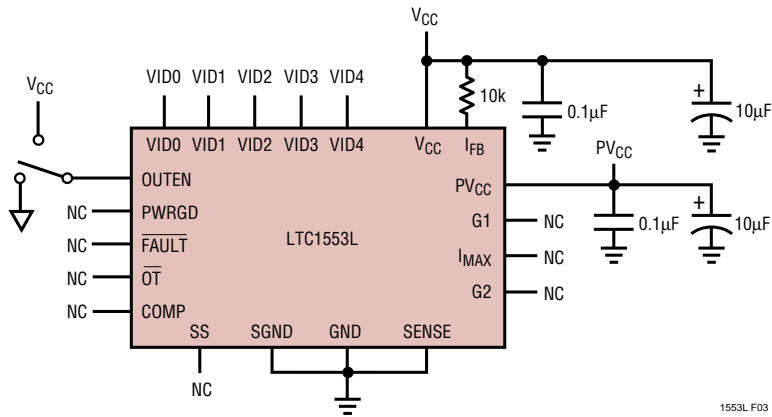 VCC
VCC
VID0 VID1 VID2 VID3 VID4
10k
0.1µF
+
10µF
VID0 VID1 VID2 VID3 VID4 VCC IFB
PVCC
OUTEN
PVCC
+
NC PWRGD
G1 NC
0.1µF
10µF
NC FAULT
LTC1553L
IMAX NC
NC OT
G2 NC
NC COMP
SS SGND GND SENSE
NC
1553L F03